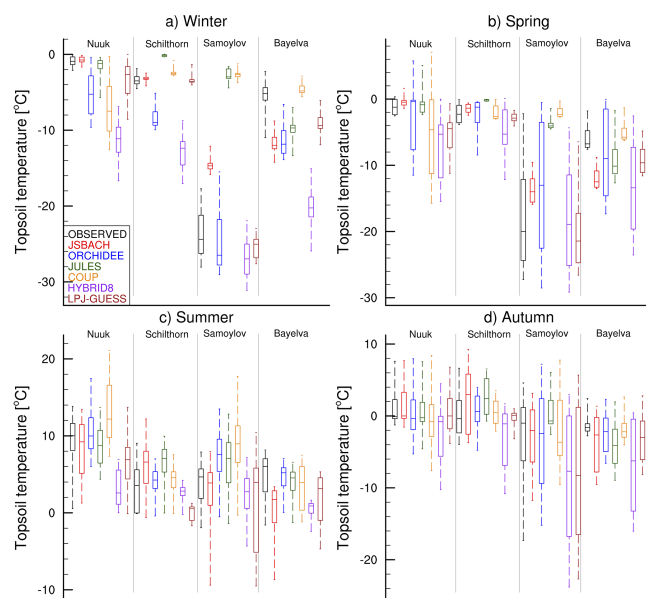 a) Winter
Nuuk Schilthorn Samoylov Bayelva
Topsoil temperature [°C]
0
-10
-20
-30
OBSERVED
JSBACH
ORCHIDEE
JULES
COUP
HYBRID8
LPJ-GUESS
b) Spring
Nuuk Schilthorn Samoylov Bayelva
Topsoil temperature [°C]
0
-10
-20
-30
c) Summer
Nuuk Schilthorn Samoylov Bayelva
Topsoil temperature [°C]
20
10
0
-10
d) Autumn
Nuuk Schilthorn Samoylov Bayelva
Topsoil temperature [°C]
10
0
-10
-20